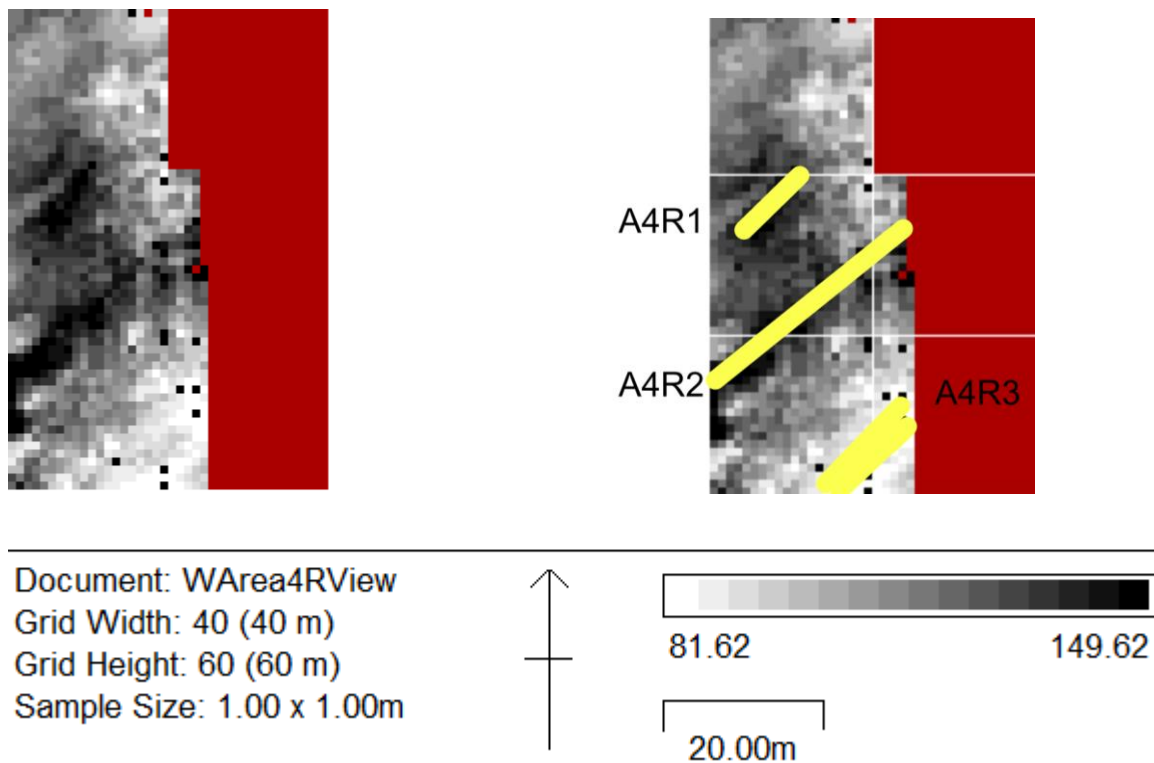 A4R1
A4R2
A4R3
Document: WArea4RView
Grid Width: 40 (40 m)
Grid Height: 60 (60 m)
Sample Size: 1.00 x 1.00m
81.62 149.62
20.00m